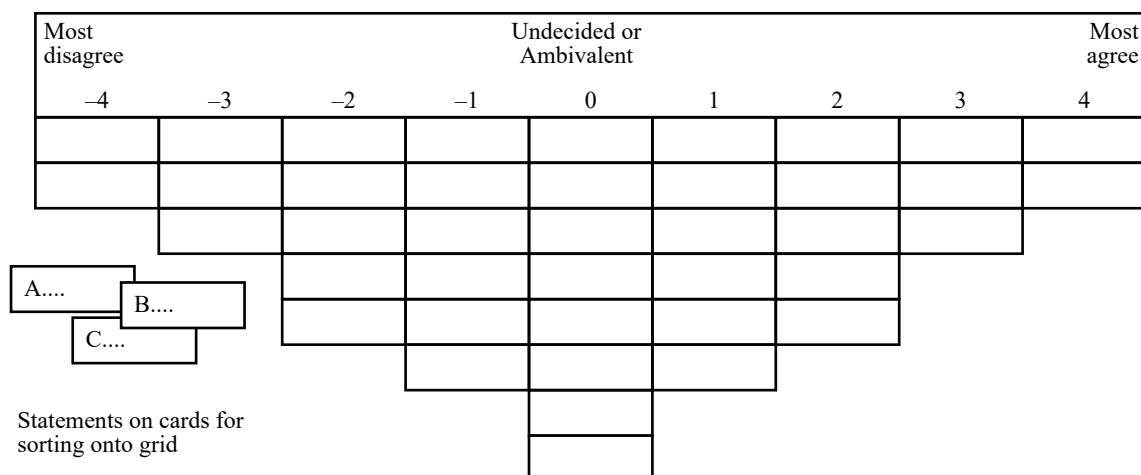 Most Undecided or Most
disagree Ambivalent agree
–4 –3 –2 –1 0 1 2 3 4
A....
B....
C....
Statements on cards for
sorting onto grid